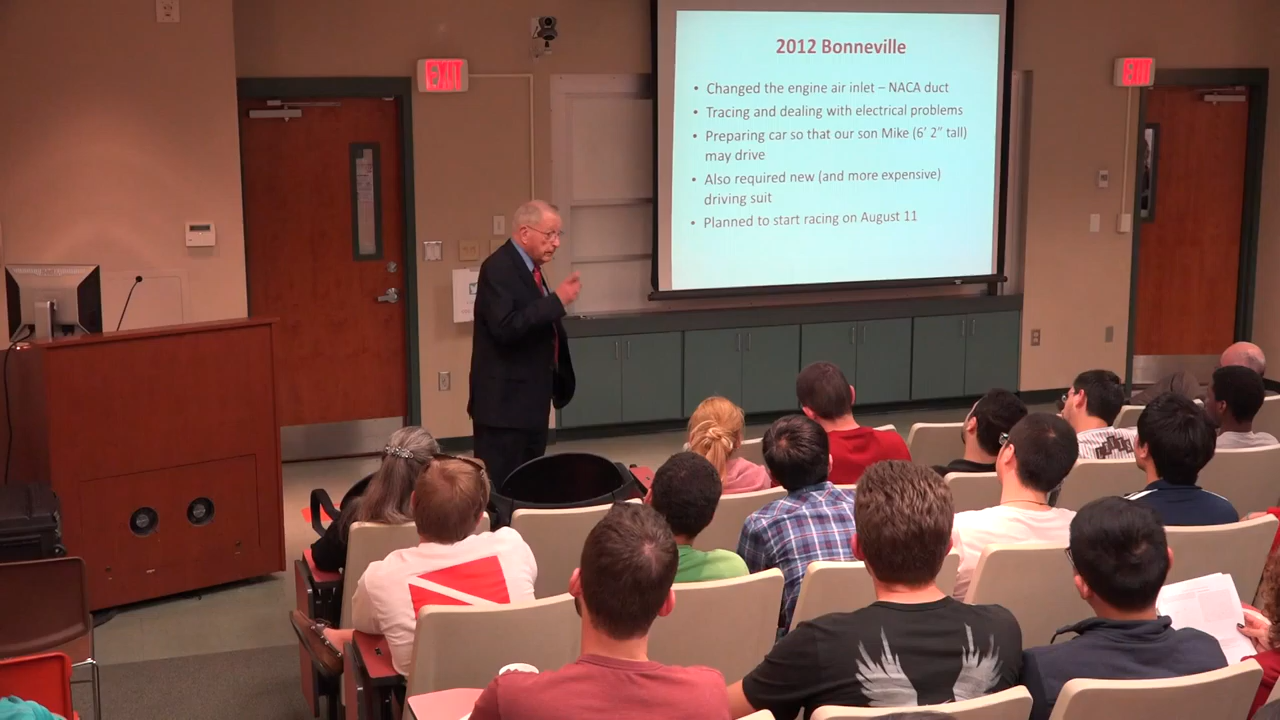 2012 Bonneville
• Changed the engine air inlet – NACA duct
• Tracing and dealing with electrical problems
• Preparing car so that our son Mike (6' 2" tall)
may drive
• Also required new (and more expensive)
driving suit
• Planned to start racing on August 11
EXIT
EXIT